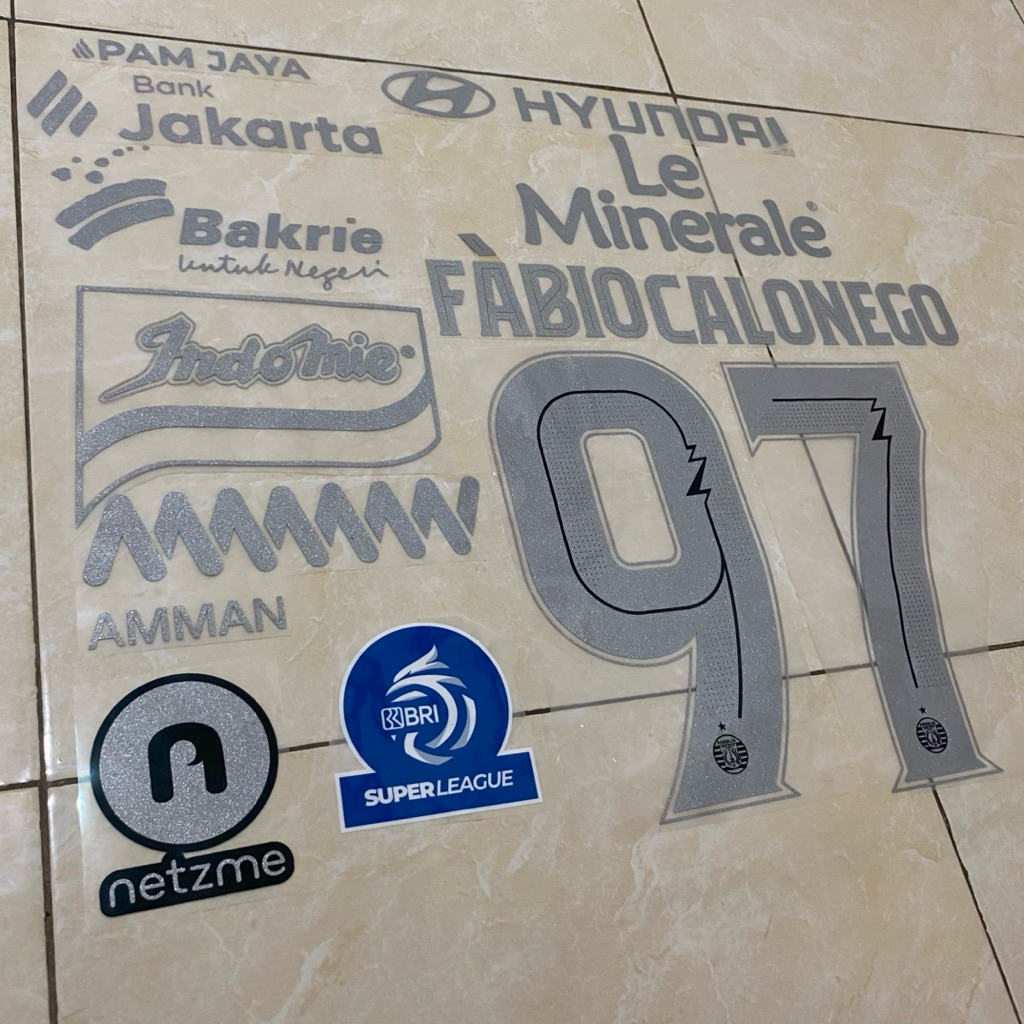 PAM JAYA
Bank
Jakarta
HYUNDAI
Le
Minerale
Bakrie
untuk Negeri
FÀBIOCALONEGO
Indomie
97
AMMAN
n
netzme
BRI
SUPERLEAGUE